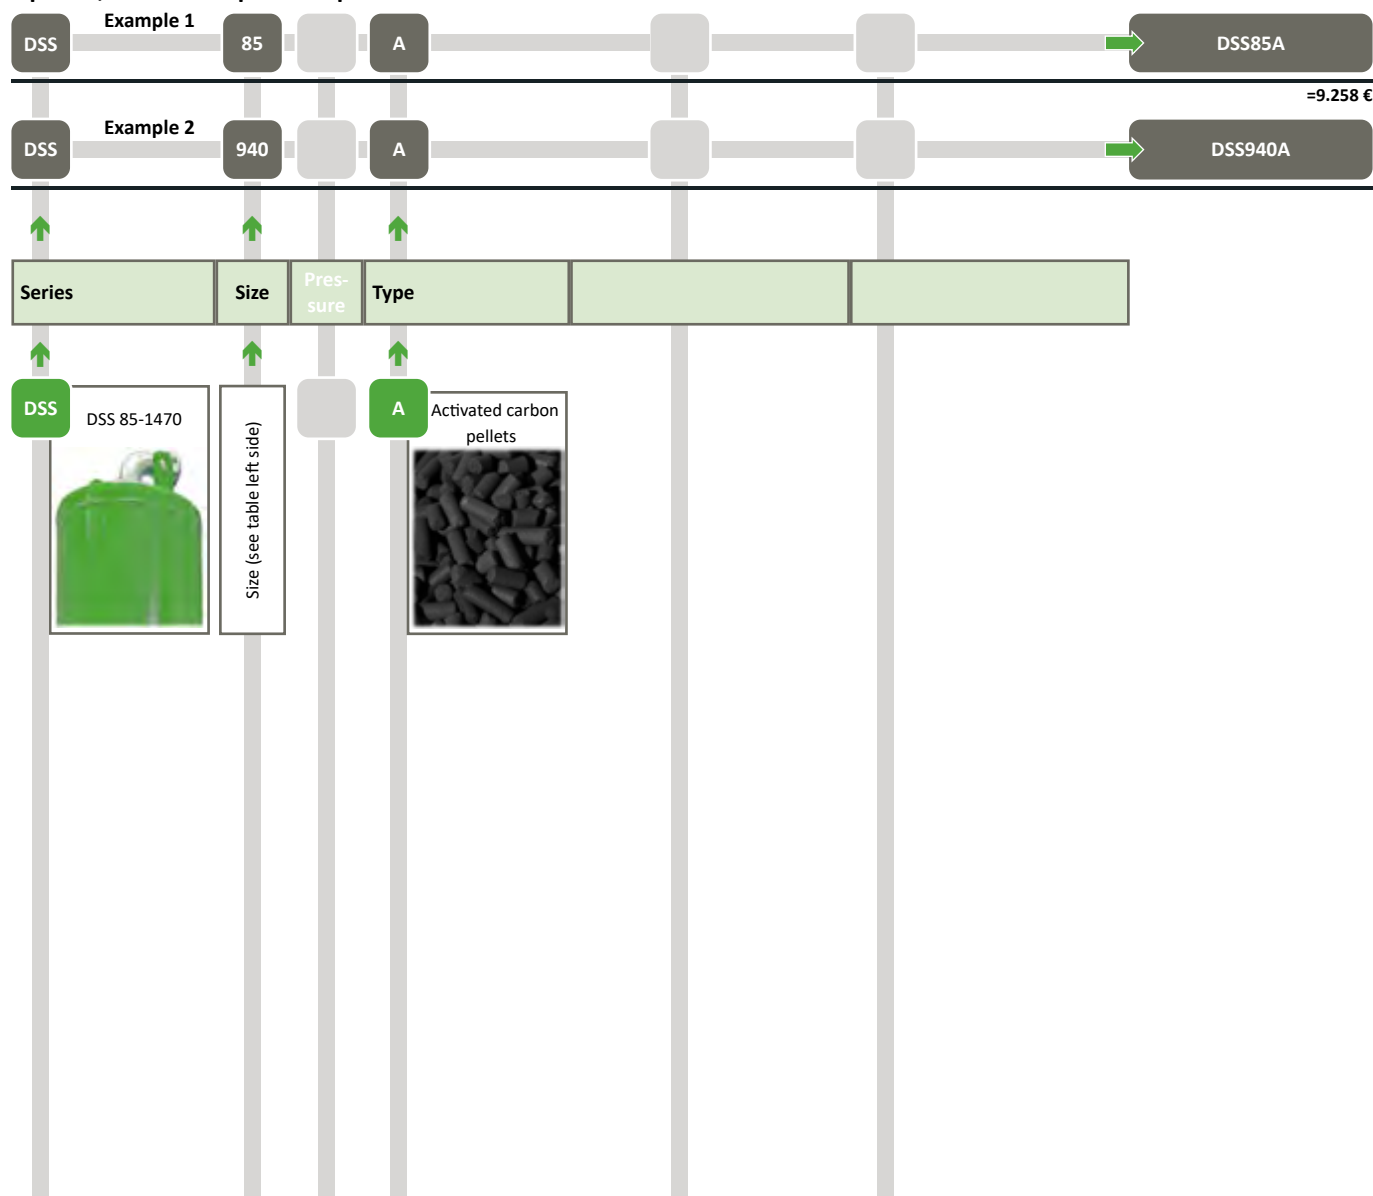 Example 1
DSS 85 A DSS85A
=9.258 €
Example 2
DSS 940 A DSS940A
Series Size Pres-
sure Type
DSS DSS 85-1470
Size (see table left side)
A Activated carbon
pellets